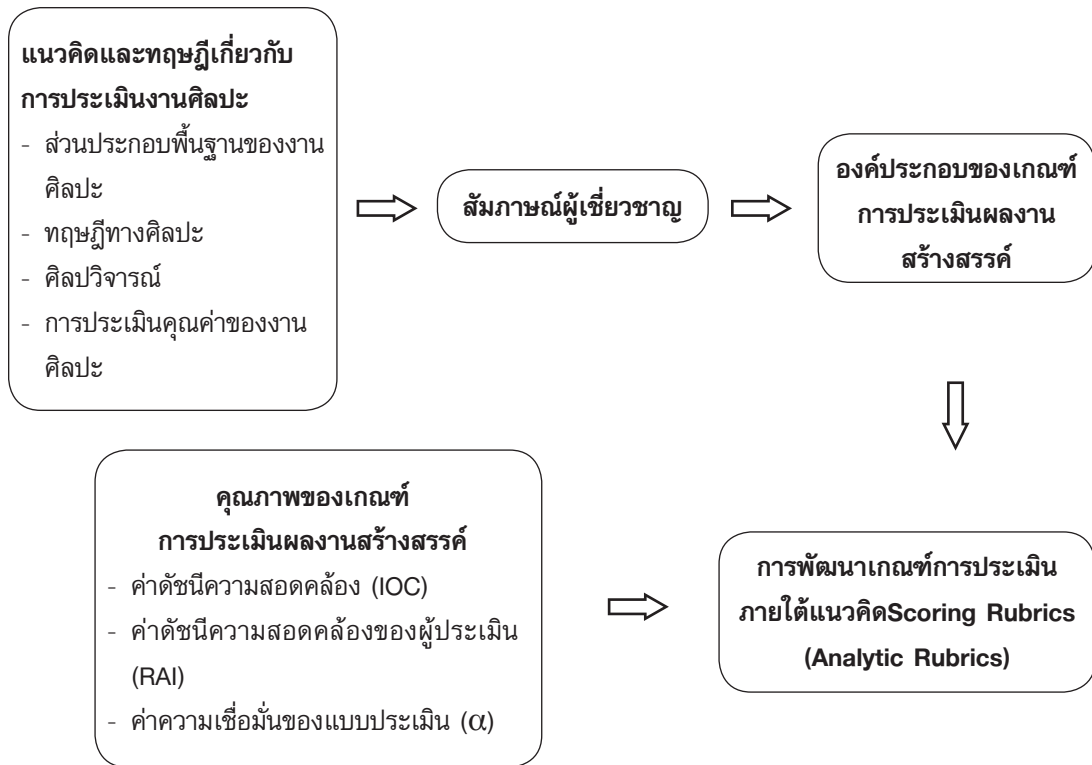 แนวคิดและทฤษฎีเกี่ยวกับ
การประเมินงานศิลปะ
- ส่วนประกอบพื้นฐานของงาน
ศิลปะ
- ทฤษฎีทางศิลปะ
- ศิลปวิจารณ์
- การประเมินคุณค่าของงาน
ศิลปะ
สัมภาษณ์ผู้เชี่ยวชาญ
องค์ประกอบของเกณฑ์
การประเมินผลงาน
สร้างสรรค์
คุณภาพของเกณฑ์
การประเมินผลงานสร้างสรรค์
- ค่าดัชนีความสอดคล้อง (IOC)
- ค่าดัชนีความสอดคล้องของผู้ประเมิน
(RAI)
- ค่าความเชื่อมั่นของแบบประเมิน (α)
การพัฒนาเกณฑ์การประเมิน
ภายใต้แนวคิดScoring Rubrics
(Analytic Rubrics)